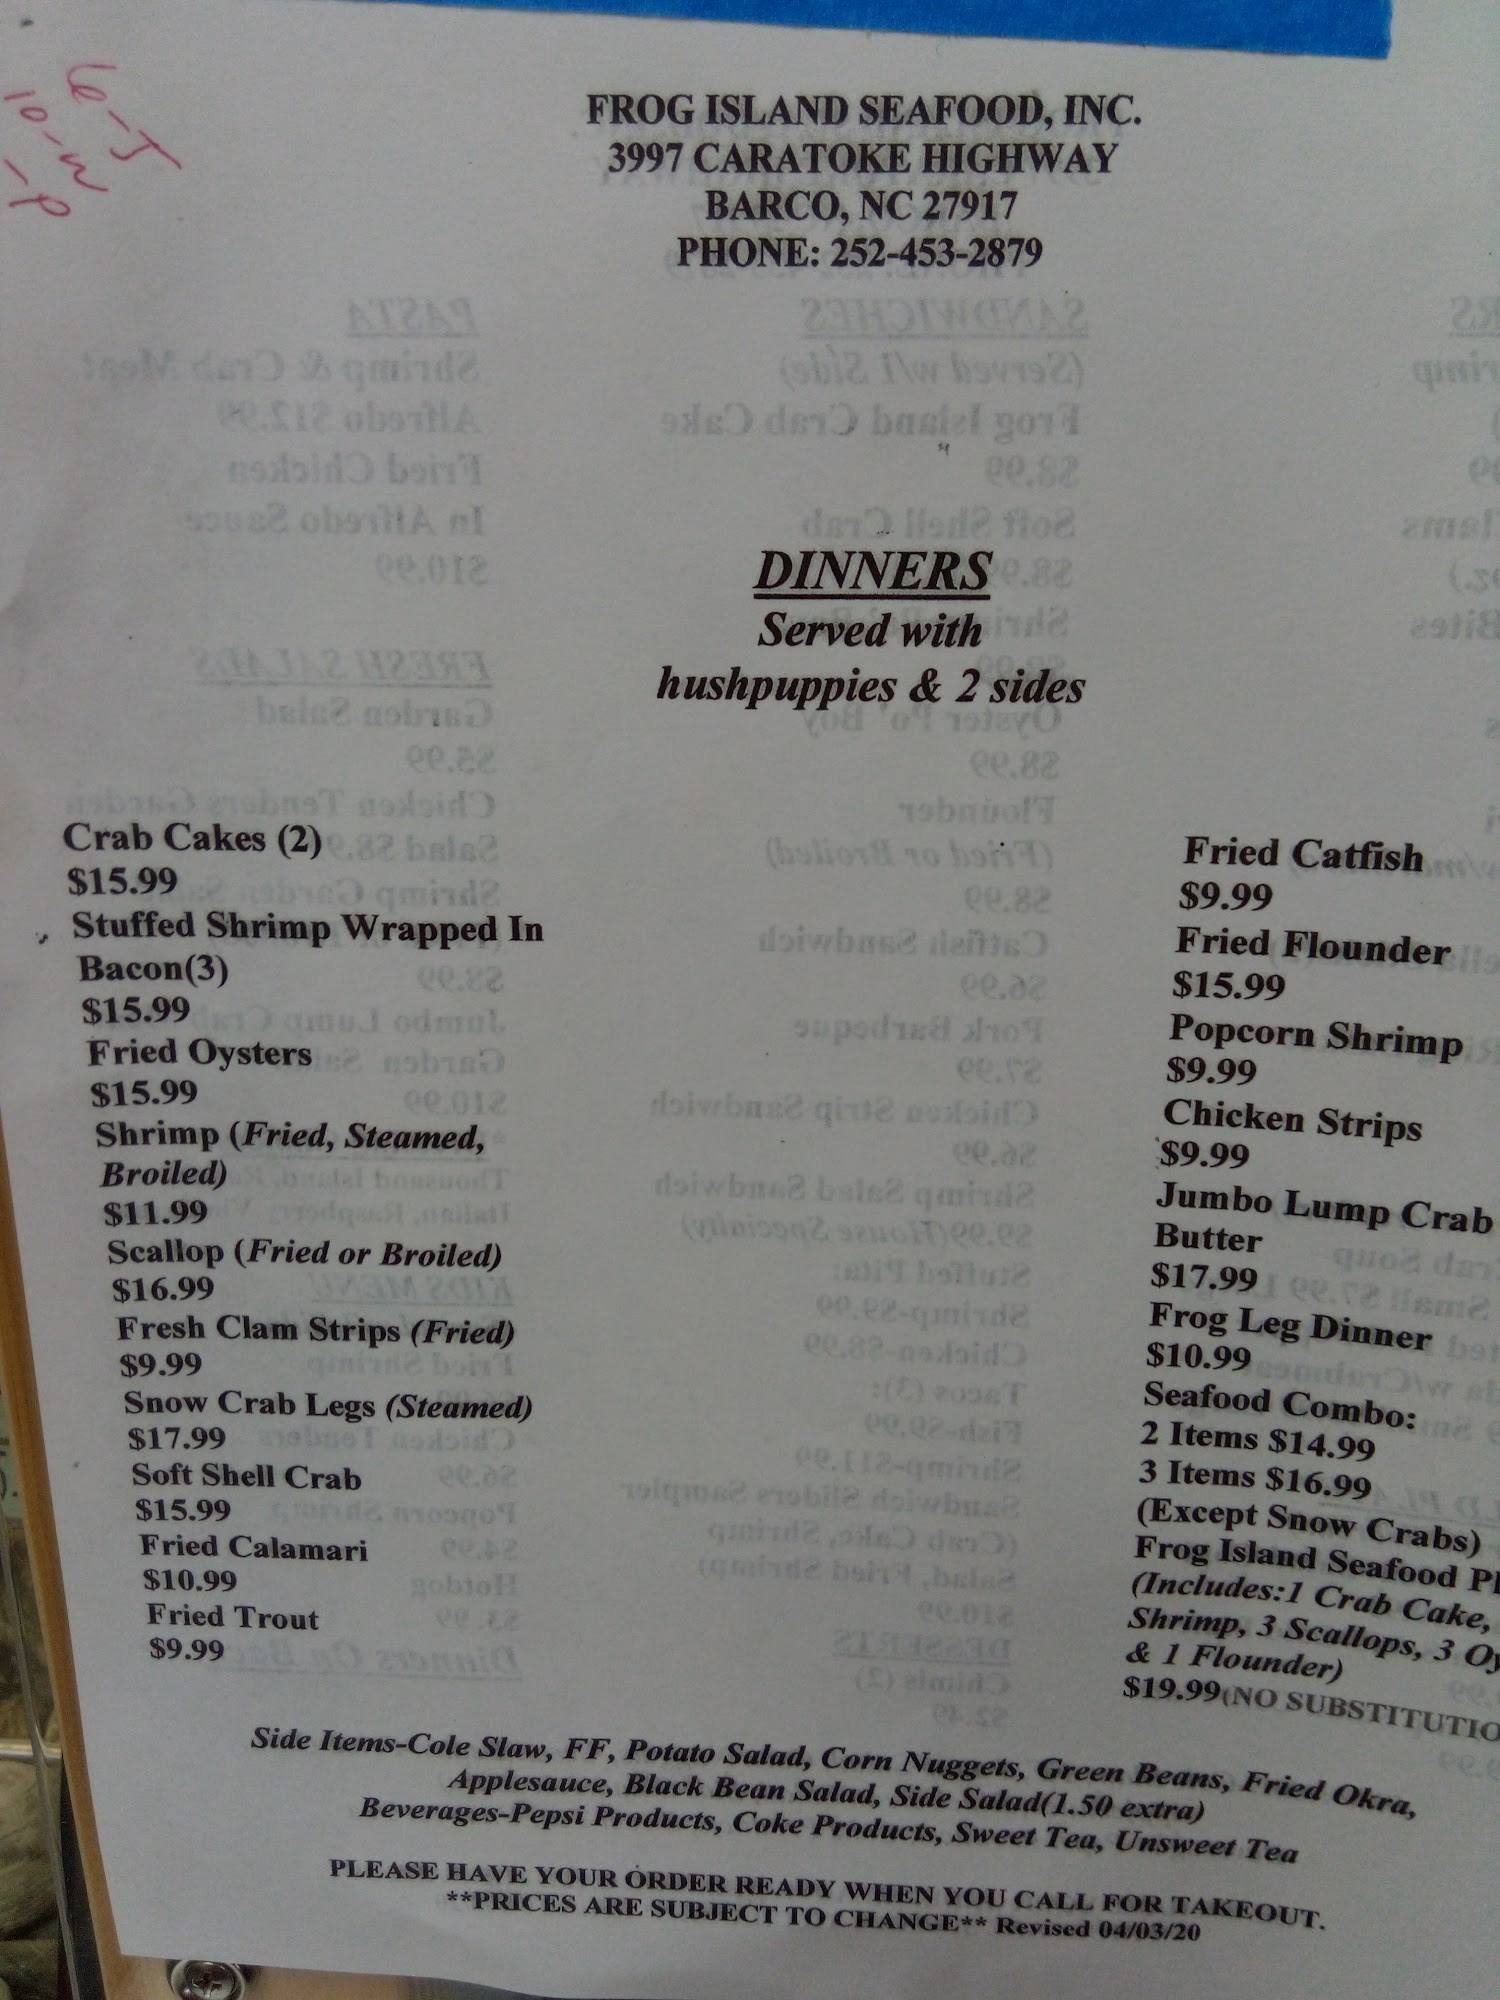 6-J
10-W
-P
FROG ISLAND SEAFOOD, INC.
3997 CARATOKE HIGHWAY
BARCO, NC 27917
PHONE: 252-453-2879
DINNERS
Served with
hushpuppies & 2 sides
Crab Cakes (2)
$15.99
Stuffed Shrimp Wrapped In
Bacon(3)
$15.99
Fried Oysters
$15.99
Shrimp (Fried, Steamed,
Broiled)
$11.99
Scallop (Fried or Broiled)
$16.99
Fresh Clam Strips (Fried)
$9.99
Snow Crab Legs (Steamed)
$17.99
Soft Shell Crab
$15.99
Fried Calamari
$10.99
Fried Trout
$9.99
Fried Catfish
$9.99
Fried Flounder
$15.99
Popcorn Shrimp
$9.99
Chicken Strips
$9.99
Jumbo Lump Crab
Butter
$17.99
Frog Leg Dinner
$10.99
Seafood Combo:
2 Items $14.99
3 Items $16.99
(Except Snow Crabs)
Frog Island Seafood
(Includes:1 Crab Cake,
Shrimp, 3 Scallops, 3
& 1 Flounder)
$19.99(NO SUBSTITUTIO
Side Items-Cole Slaw, FF, Potato Salad, Corn Nuggets, Green Beans, Fried Okra,
Applesauce, Black Bean Salad, Side Salad(1.50 extra)
Beverages-Pepsi Products, Coke Products, Sweet Tea, Unsweet Tea
PLEASE HAVE YOUR ORDER READY WHEN YOU CALL FOR TAKEOUT.
**PRICES ARE SUBJECT TO CHANGE** Revised 04/03/20